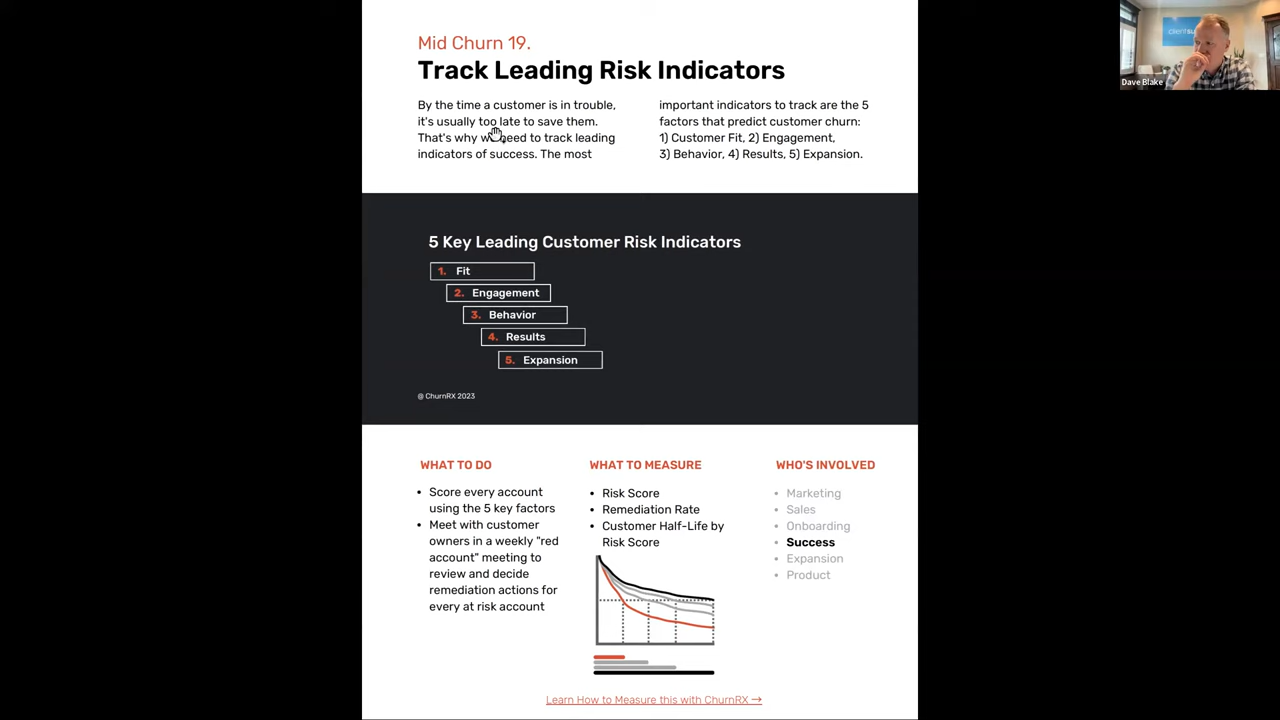 Mid Churn 19.
Track Leading Risk Indicators
By the time a customer is in trouble,
it's usually too late to save them.
That's why we need to track leading
indicators of success. The most
important indicators to track are the 5
factors that predict customer churn:
1) Customer Fit, 2) Engagement,
3) Behavior, 4) Results, 5) Expansion.
5 Key Leading Customer Risk Indicators
1. Fit
2. Engagement
3. Behavior
4. Results
5. Expansion
@ ChurnRX 2023
WHAT TO DO
• Score every account
using the 5 key factors
• Meet with customer
owners in a weekly "red
account" meeting to
review and decide
remediation actions for
every at risk account
WHAT TO MEASURE
• Risk Score
• Remediation Rate
• Customer Half-Life by
Risk Score
WHO'S INVOLVED
• Marketing
• Sales
• Onboarding
• Success
• Expansion
• Product
Learn How to Measure this with ChurnRX →
Dave Blake